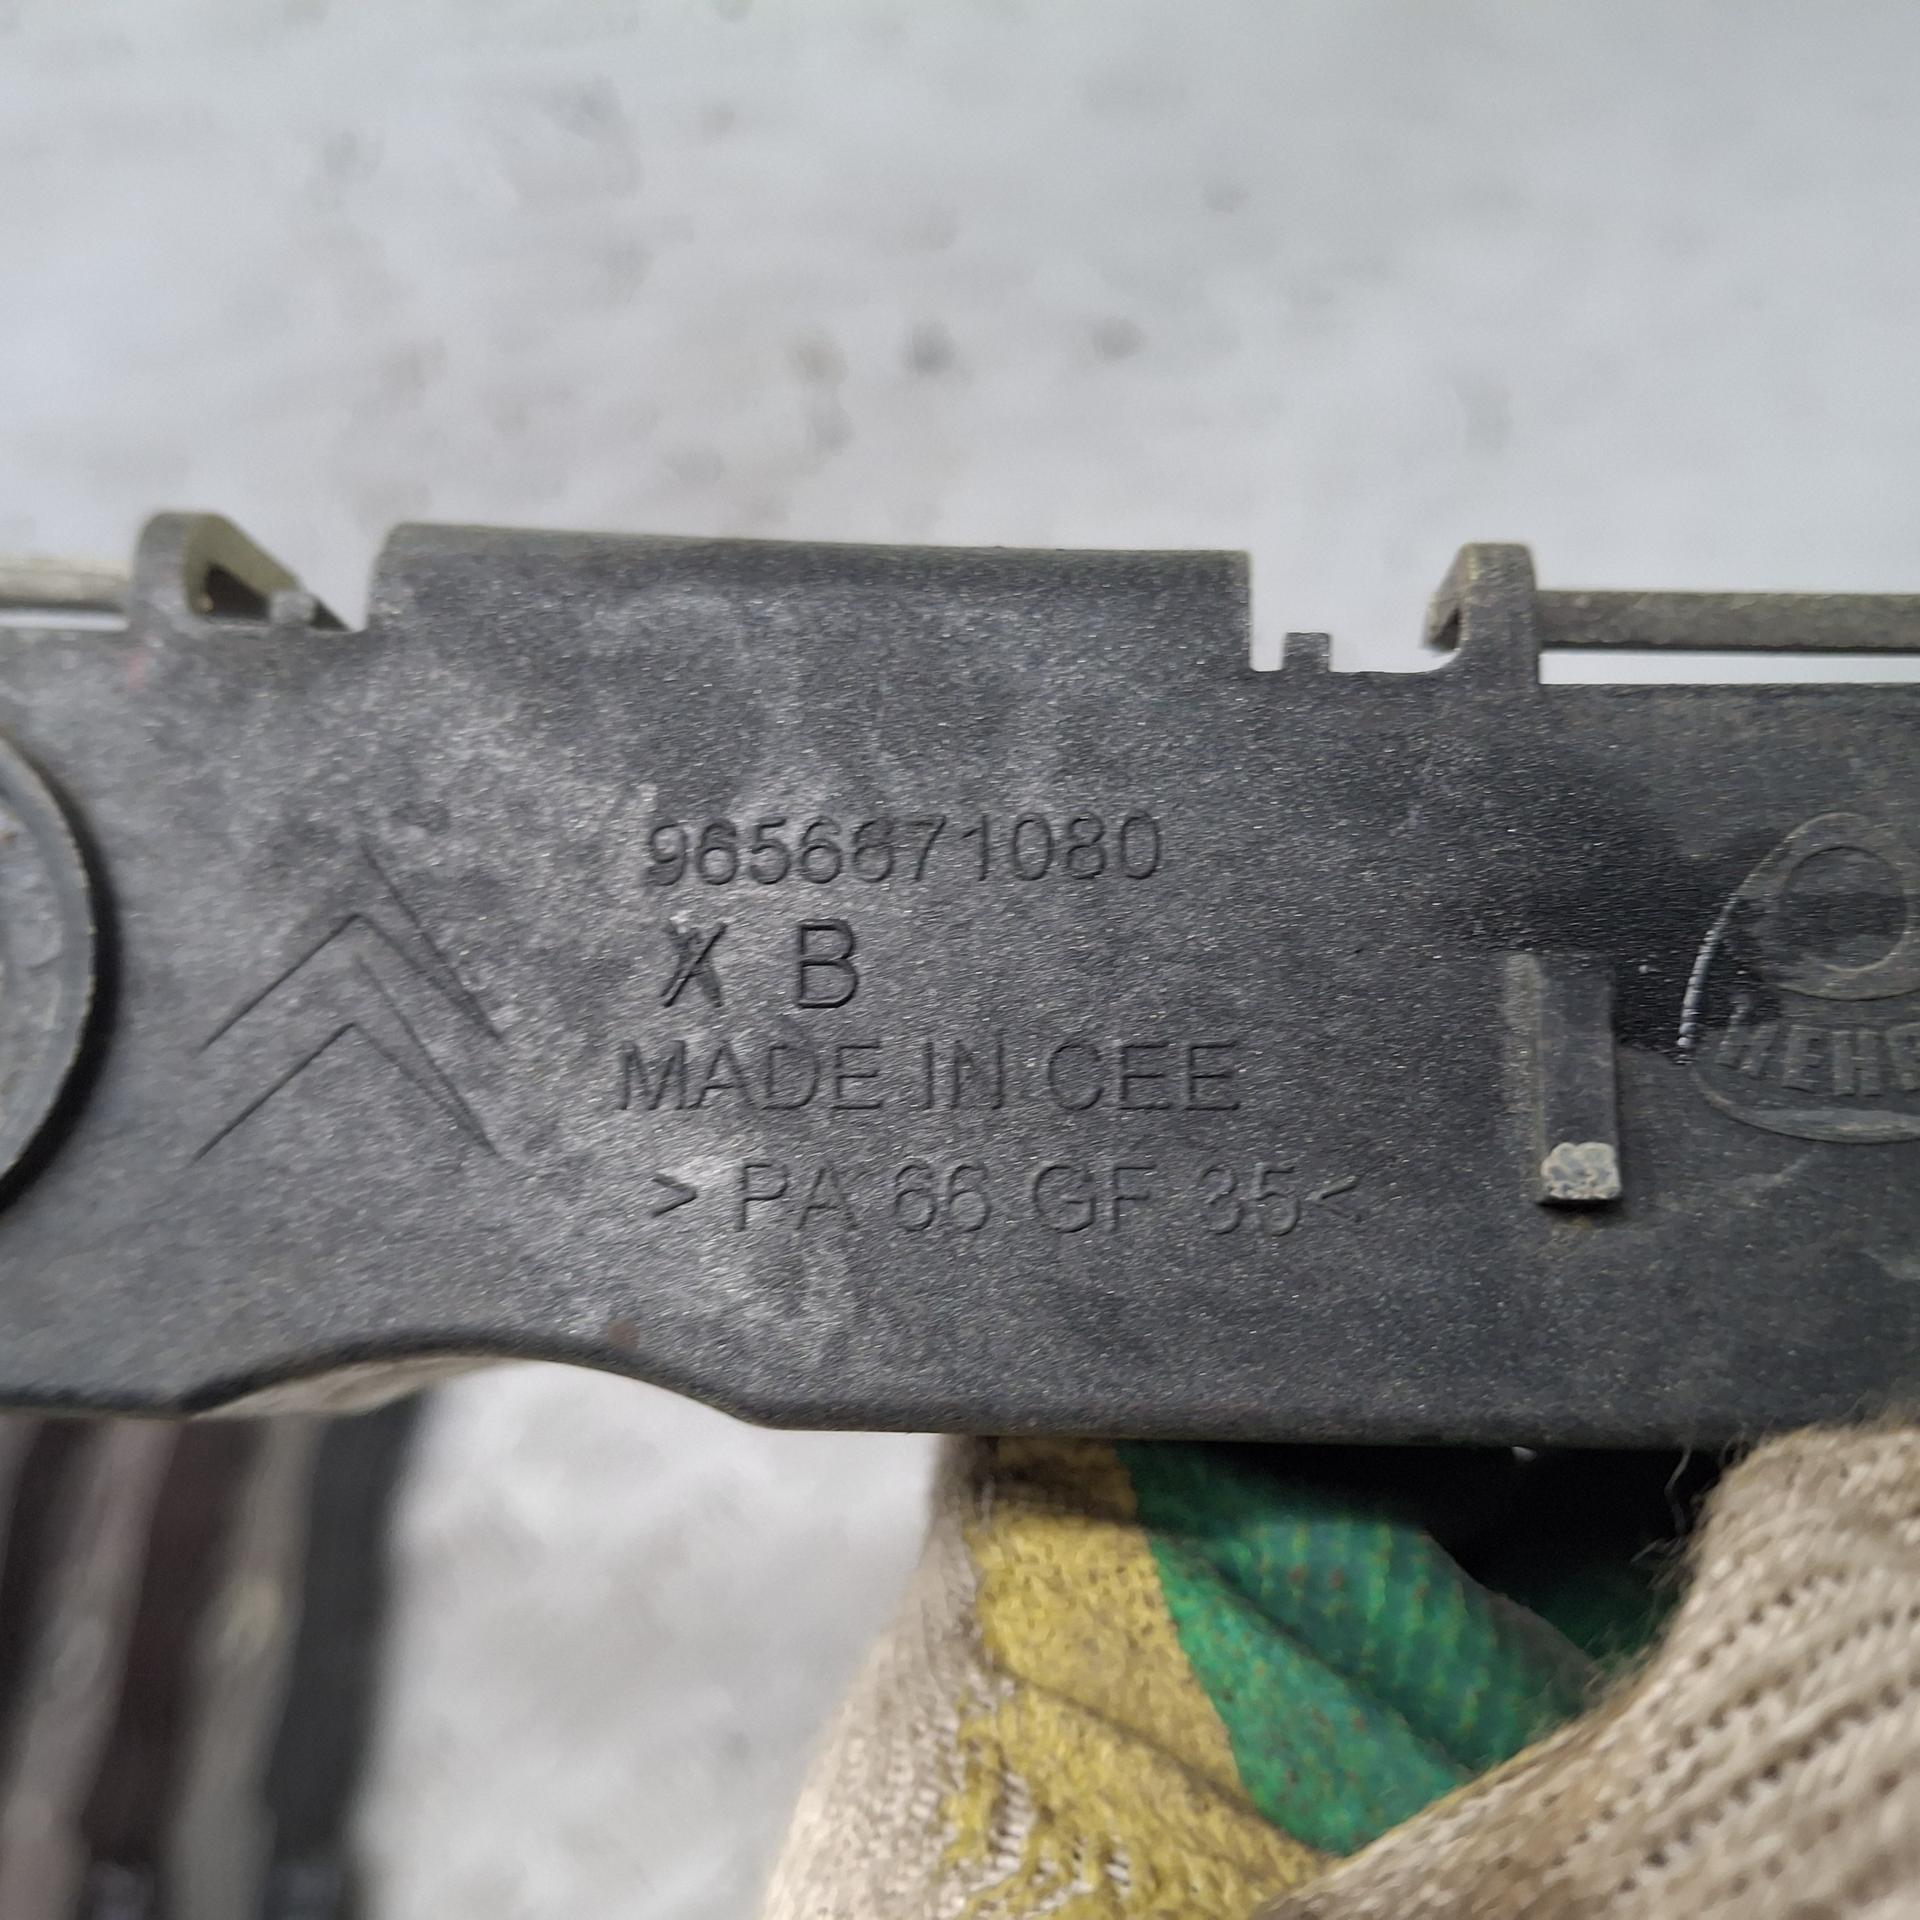 9656671080
X B
MADE IN CEE
>PA 66 GF 35<